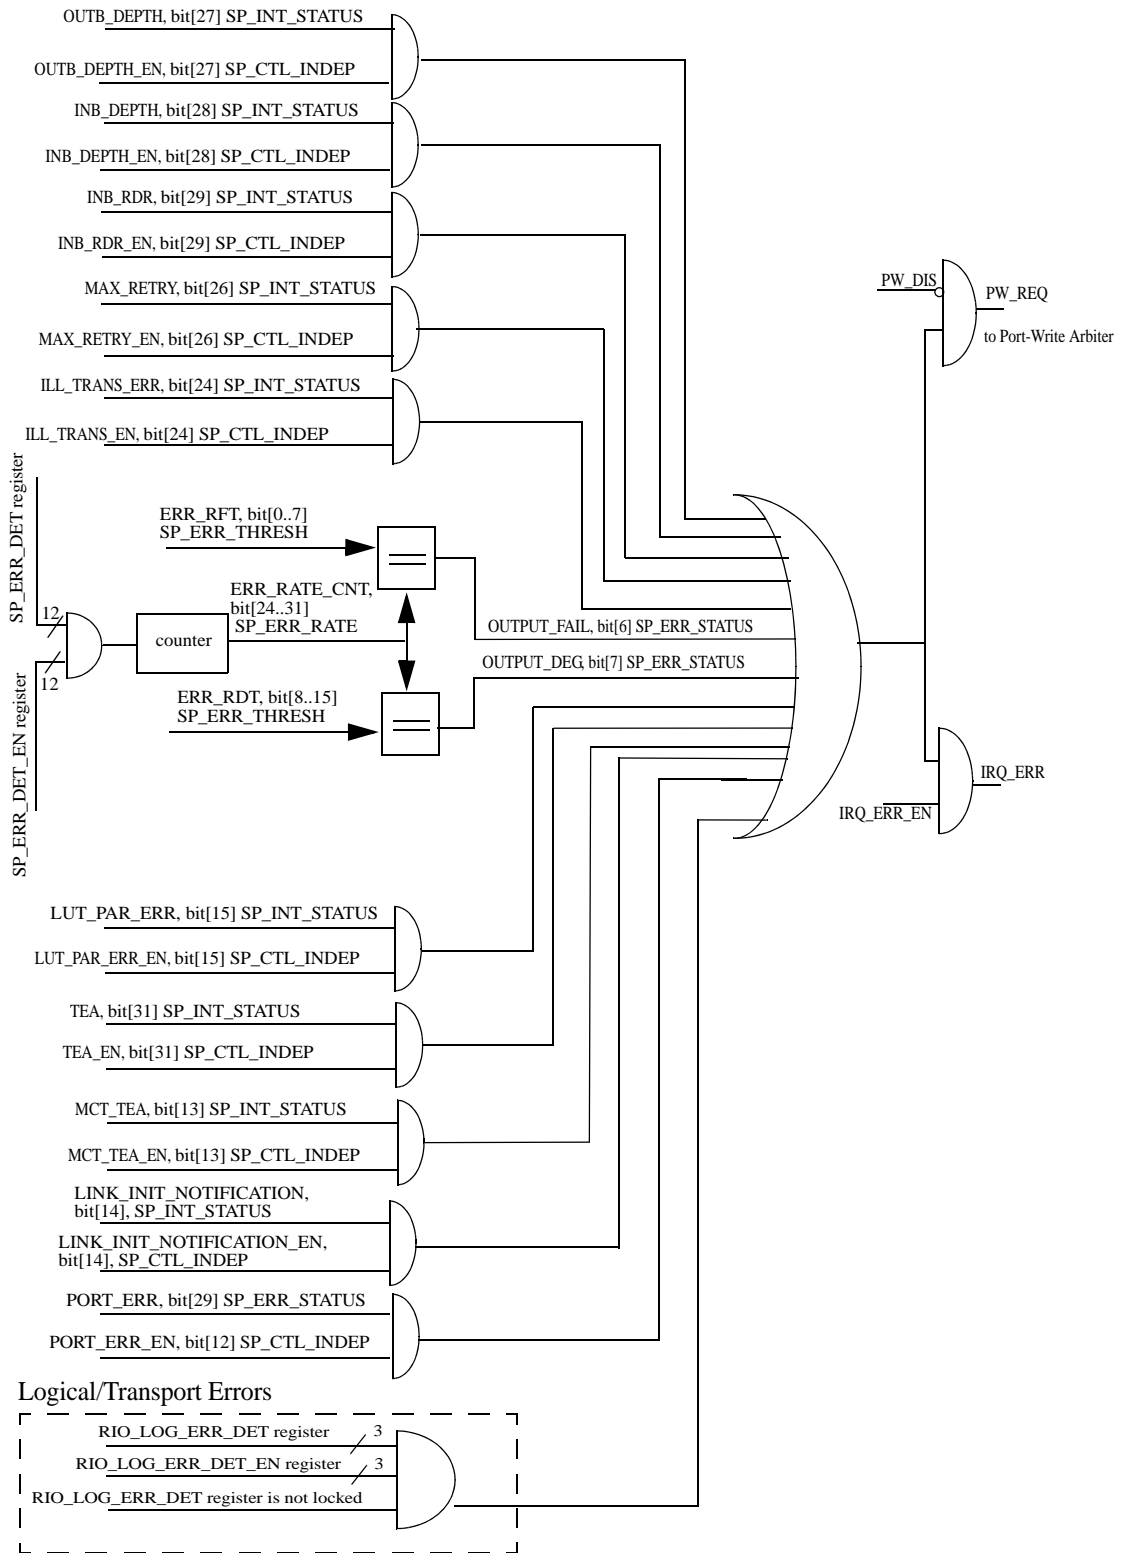 OUTB_DEPTH, bit[27] SP_INT_STATUS
OUTB_DEPTH_EN, bit[27] SP_CTL_INDEP
INB_DEPTH, bit[28] SP_INT_STATUS
INB_DEPTH_EN, bit[28] SP_CTL_INDEP
INB_RDR, bit[29] SP_INT_STATUS
INB_RDR_EN, bit[29] SP_CTL_INDEP
MAX_RETRY, bit[26] SP_INT_STATUS
MAX_RETRY_EN, bit[26] SP_CTL_INDEP
ILL_TRANS_ERR, bit[24] SP_INT_STATUS
ILL_TRANS_EN, bit[24] SP_CTL_INDEP
PW_DIS
PW_REQ
to Port-Write Arbiter
SP_ERR_DET register
12
SP_ERR_DET_EN register
12
counter
ERR_RFT, bit[0..7]
SP_ERR_THRESH
ERR_RATE_CNT,
bit[24..31]
SP_ERR_RATE
ERR_RDT, bit[8..15]
SP_ERR_THRESH
OUTPUT_FAIL, bit[6] SP_ERR_STATUS
OUTPUT_DEG, bit[7] SP_ERR_STATUS
IRQ_ERR
IRQ_ERR_EN
LUT_PAR_ERR, bit[15] SP_INT_STATUS
LUT_PAR_ERR_EN, bit[15] SP_CTL_INDEP
TEA, bit[31] SP_INT_STATUS
TEA_EN, bit[31] SP_CTL_INDEP
MCT_TEA, bit[13] SP_INT_STATUS
MCT_TEA_EN, bit[13] SP_CTL_INDEP
LINK_INIT_NOTIFICATION,
bit[14], SP_INT_STATUS
LINK_INIT_NOTIFICATION_EN,
bit[14], SP_CTL_INDEP
PORT_ERR, bit[29] SP_ERR_STATUS
PORT_ERR_EN, bit[12] SP_CTL_INDEP
Logical/Transport Errors
RIO_LOG_ERR_DET register
3
RIO_LOG_ERR_DET_EN register
3
RIO_LOG_ERR_DET register is not locked